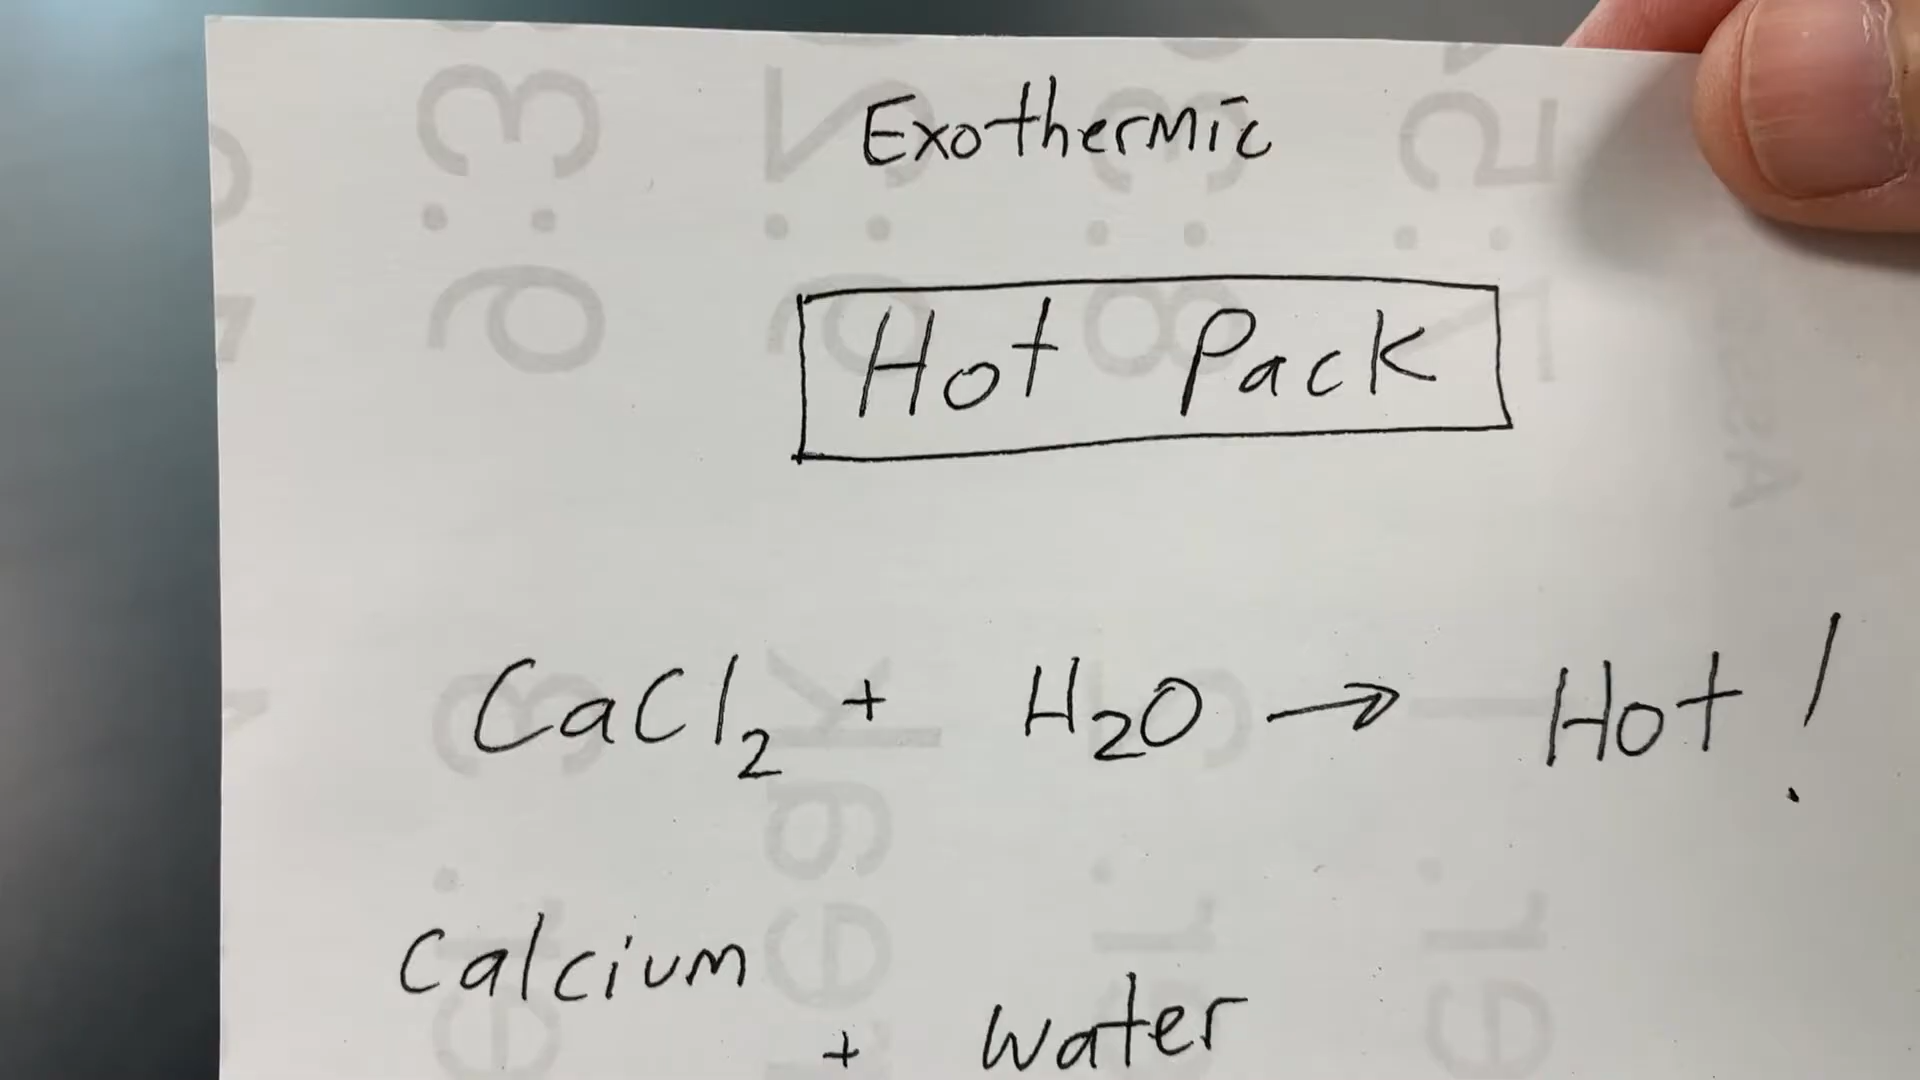 Exothermic
Hot Pack
CaCl₂ + H₂O → Hot!
Calcium
+ water